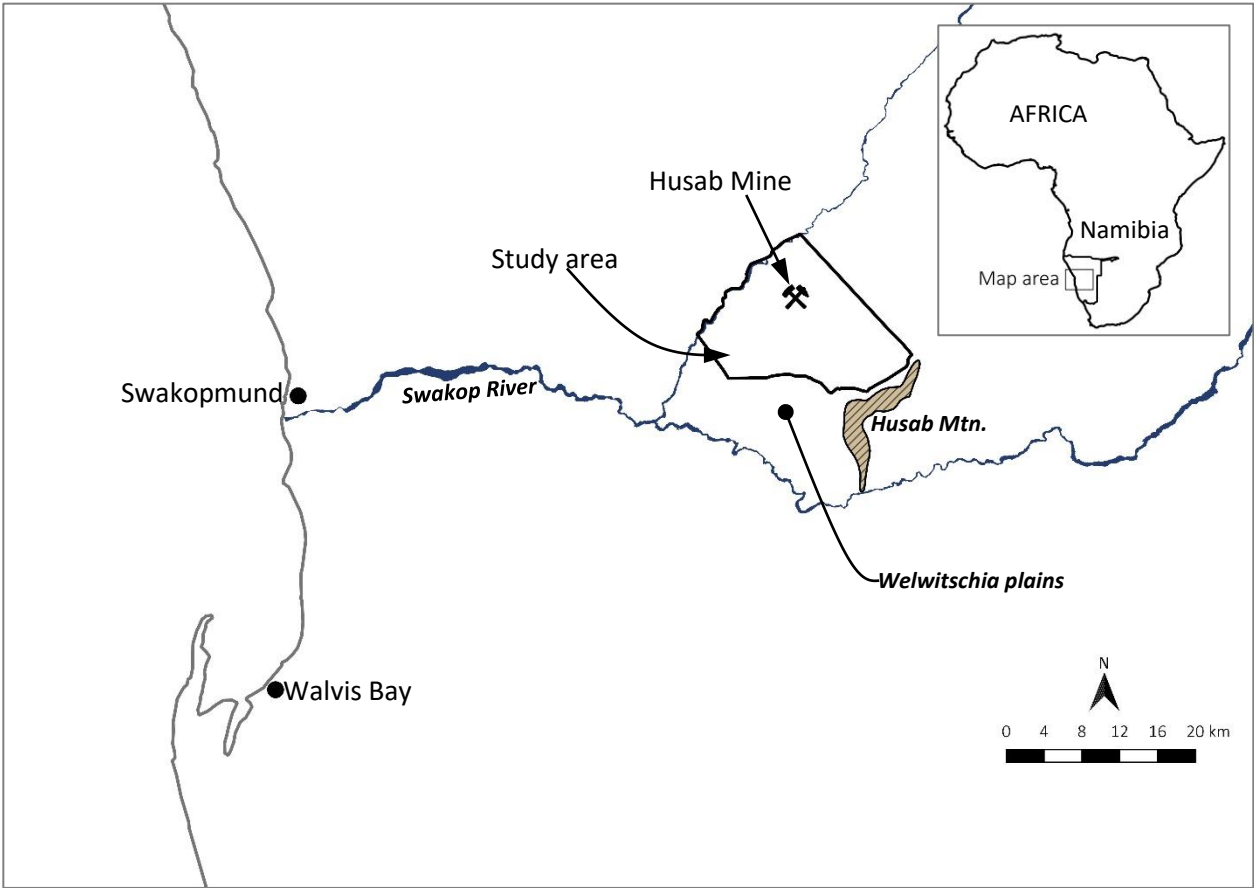 AFRICA
Namibia
Map area
Husab Mine
Study area
Swakopmund
Swakop River
Husab Mtn.
Welwitschia plains
Walvis Bay
N
0 4 8 12 16 20 km